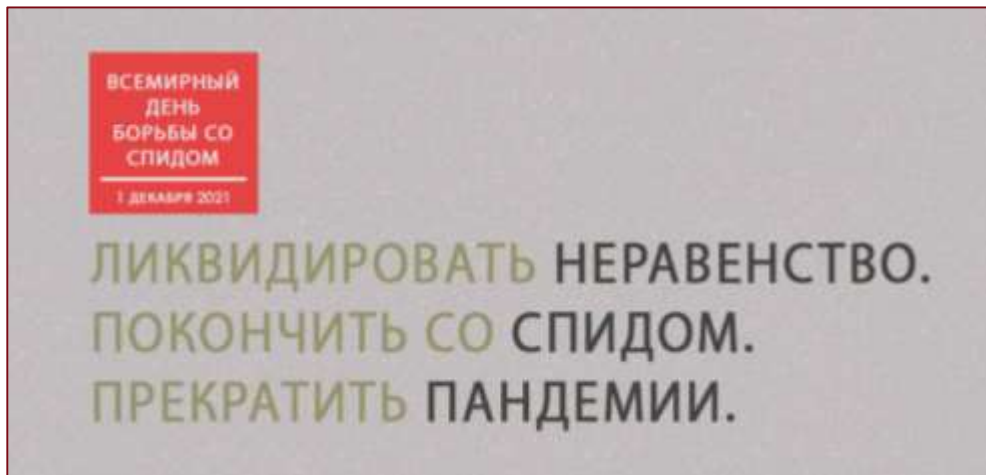 ВСЕМИРНЫЙ
ДЕНЬ
БОРЬБЫ СО
СПИДОМ
1 ДЕКАБРЯ 2021
ЛИКВИДИРОВАТЬ НЕРАВЕНСТВО.
ПОКОНЧИТЬ СО СПИДОМ.
ПРЕКРАТИТЬ ПАНДЕМИИ.